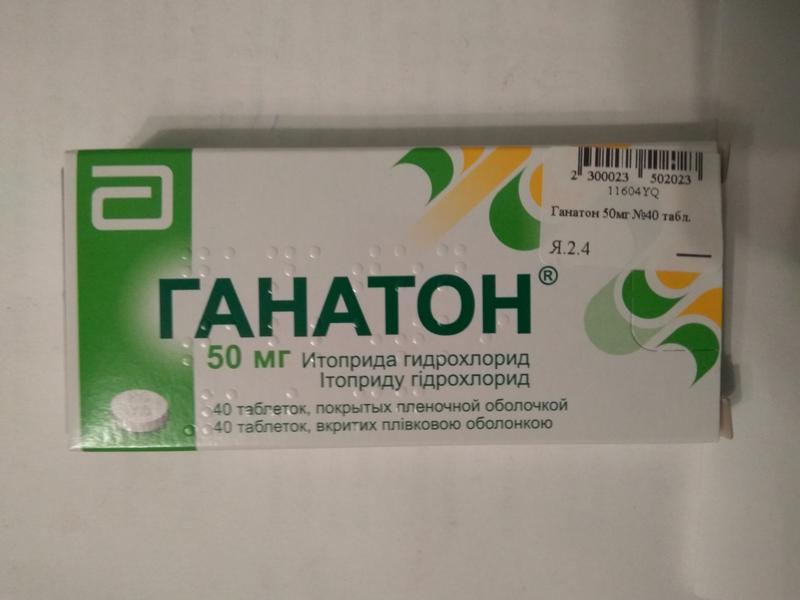 2 300023 502023
11604YQ
Ганатон 50мг №40 табл.
Я.2.4
ГАНАТОН®
50 мг Итоприда гидрохлорид
Ітоприду гідрохлорид
40 таблеток, покрытых пленочной оболочкой
40 таблеток, вкритих плівковою оболонкою